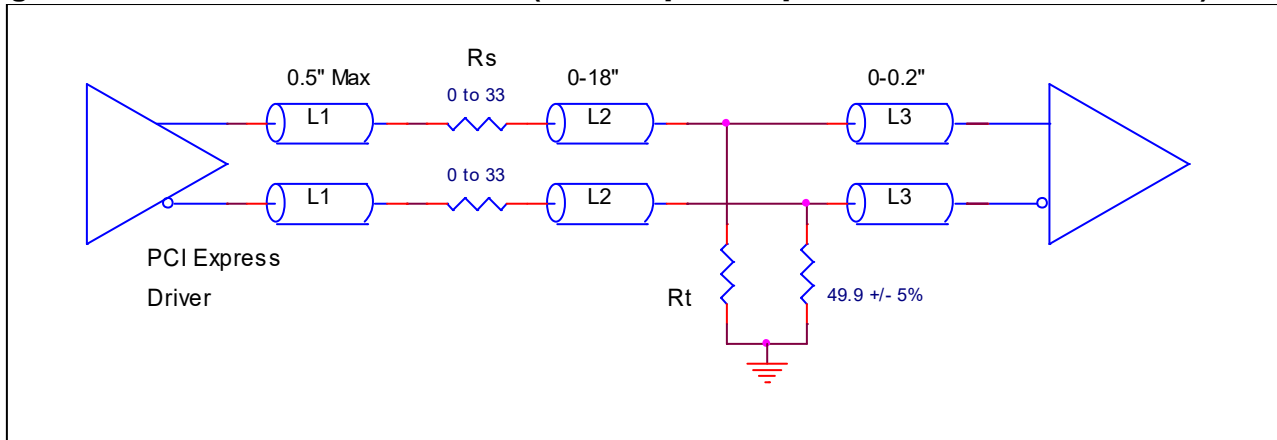 Rs
0.5" Max
0-18"
0-0.2"
0 to 33
L1
L2
L3
0 to 33
L1
L2
L3
PCI Express
Driver
Rt
49.9 +/- 5%